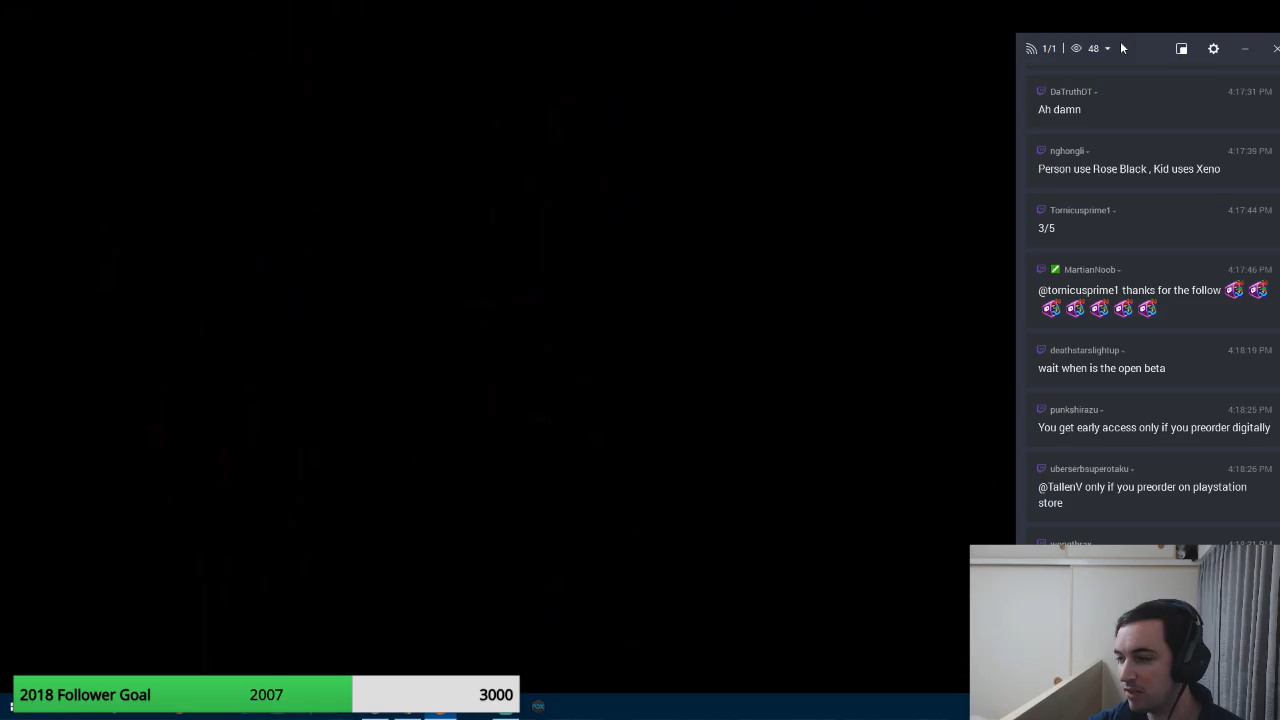 1/1
48
DaTruthDT
4:17:31 PM
Ah damn
nghongli
4:17:39 PM
Person use Rose Black , Kid uses Xeno
Tornicusprime1
4:17:44 PM
3/5
MartianNoob
4:17:46 PM
@tornicusprime1 thanks for the follow
deathstarslightup
4:18:19 PM
wait when is the open beta
punkshirazu
4:18:25 PM
You get early access only if you preorder digitally
uberserbsuperotaku
4:18:26 PM
@TallenV only if you preorder on playstation
store
2018 Follower Goal 2007 3000